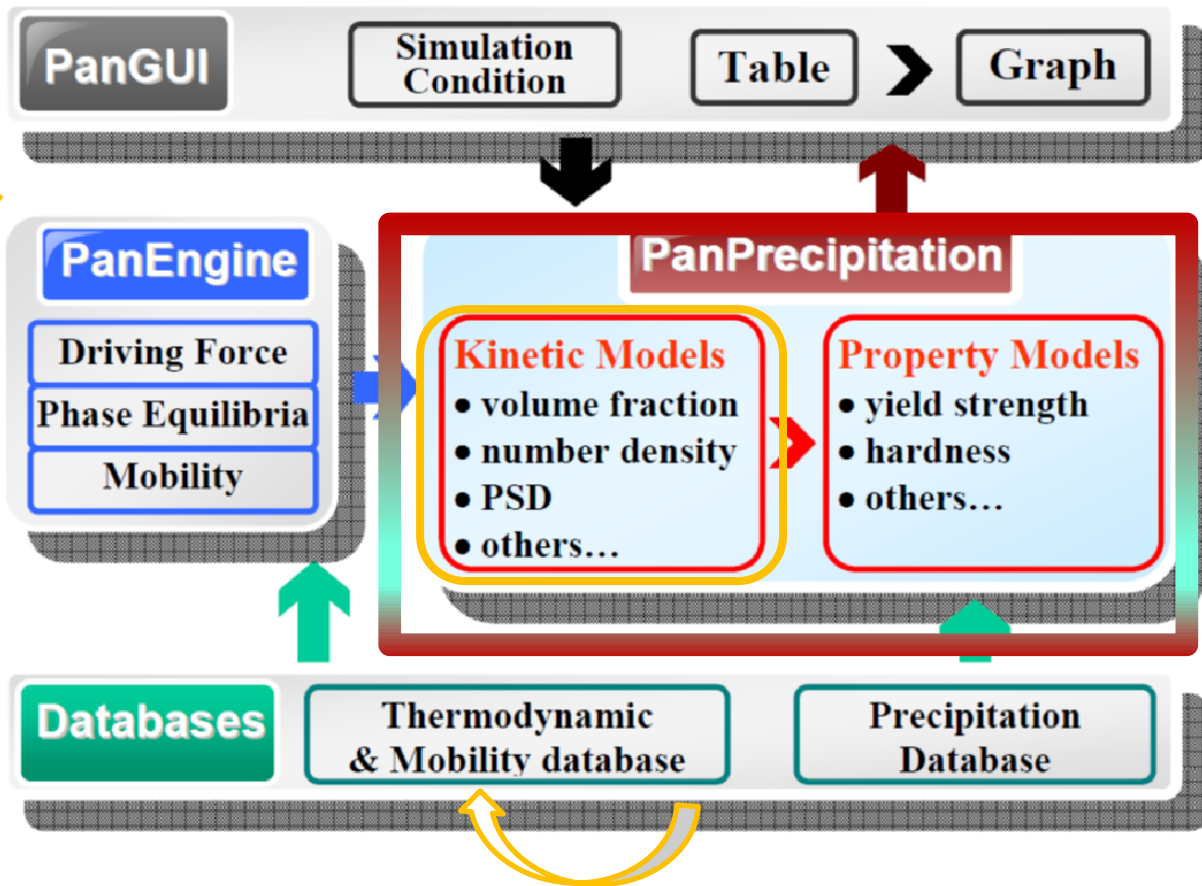 PanGUI
Simulation
Condition
Table
Graph
PanEngine
Driving Force
Phase Equilibria
Mobility
PanPrecipitation
Kinetic Models
• volume fraction
• number density
• PSD
• others…
Property Models
• yield strength
• hardness
• others…
Databases
Thermodynamic
& Mobility database
Precipitation
Database